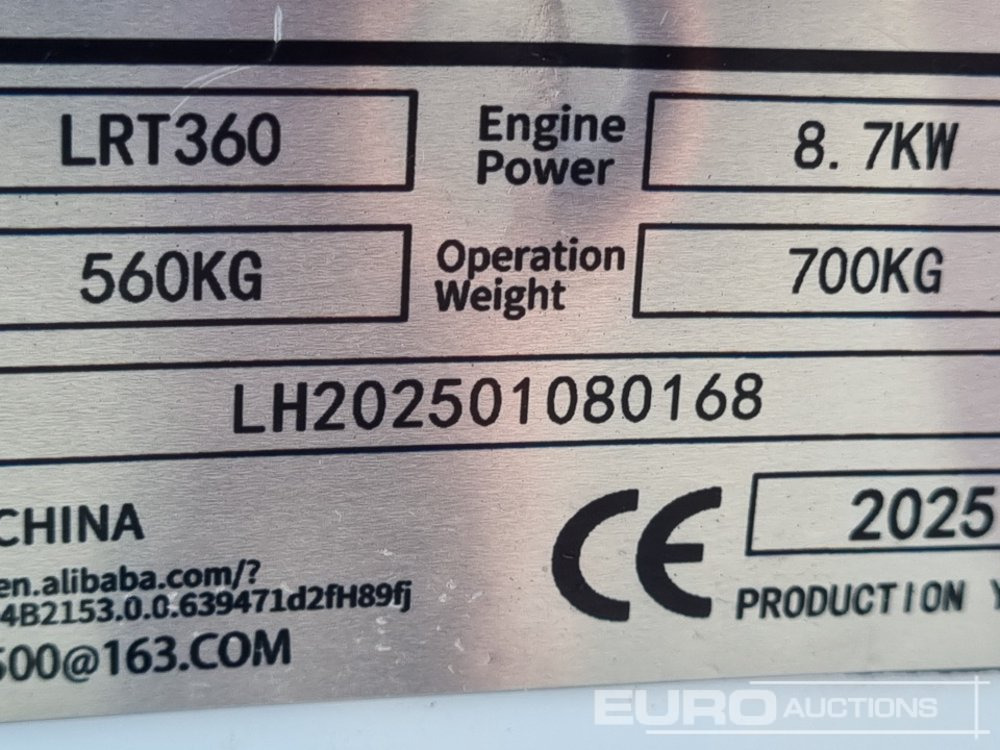 LRT360
Engine
Power
8.7KW
560KG
Operation
Weight
700KG
LH202501080168
CHINA
en.alibaba.com/?
4B2153.0.0.639471d2fH89fj
500@163.COM
CE
2025
PRODUCTION
EURO AUCTIONS